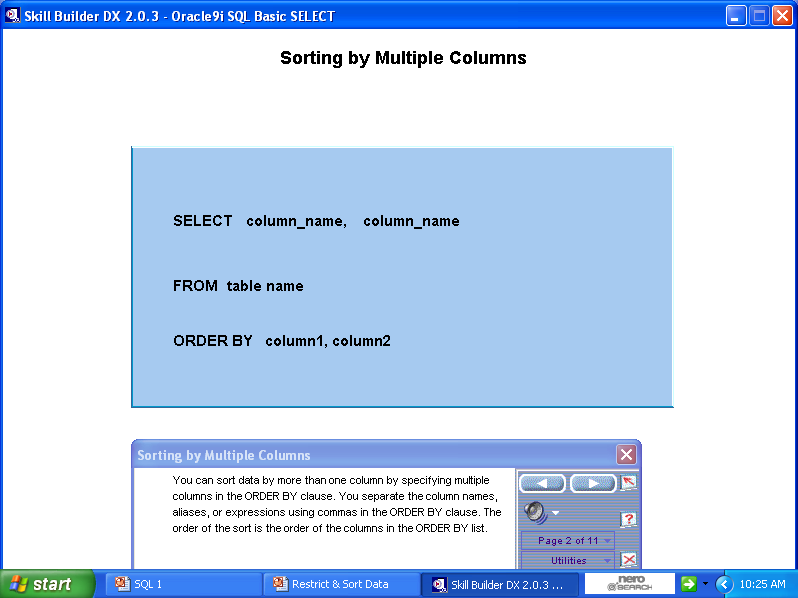 Skill Builder DX 2.0.3 - Oracle9i SQL Basic SELECT
Sorting by Multiple Columns
SELECT column_name, column_name
FROM table name
ORDER BY column1, column2
Sorting by Multiple Columns
You can sort data by more than one column by specifying multiple
columns in the ORDER BY clause. You separate the column names,
aliases, or expressions using commas in the ORDER BY clause. The
order of the sort is the order of the columns in the ORDER BY list.
Page 2 of 11
Utilities
start
SQL 1
Restrict & Sort Data
Skill Builder DX 2.0.3 ...
nero
SEARCH
10:25 AM